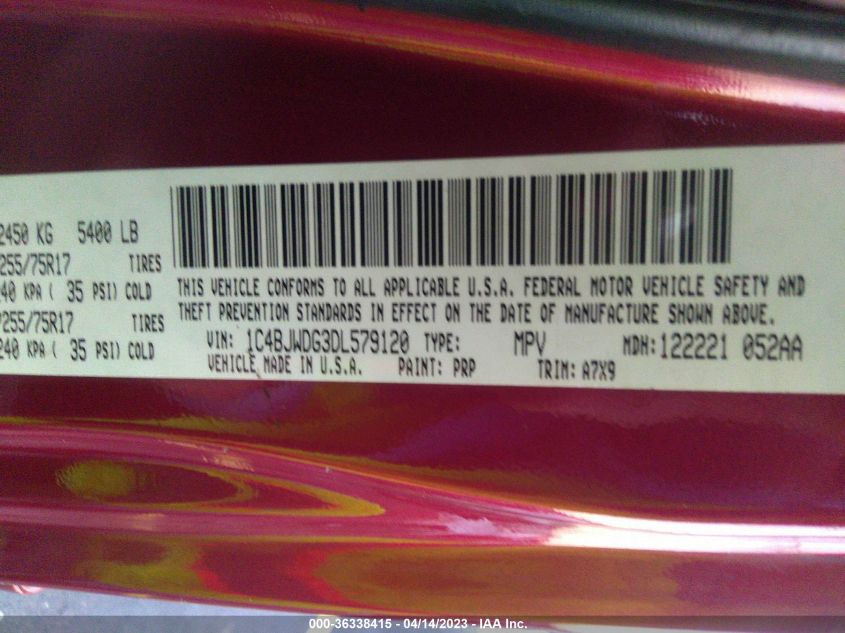 2450 KG 5400 LB
255/75R17 TIRES
240 KPA ( 35 PSI) COLD
P255/75R17 TIRES
240 KPA ( 35 PSI) COLD
THIS VEHICLE CONFORMS TO ALL APPLICABLE U.S.A. FEDERAL MOTOR VEHICLE SAFETY AND
THEFT PREVENTION STANDARDS IN EFFECT ON THE DATE OF MANUFACTURE SHOWN ABOVE.
VIN: 1C4BJWDG3DL579120 TYPE: MPV MDH: 122221 052AA
VEHICLE MADE IN U.S.A. PAINT: PRP TRIM: A7X9
000-36338415 - 04/14/2023 - IAA Inc.